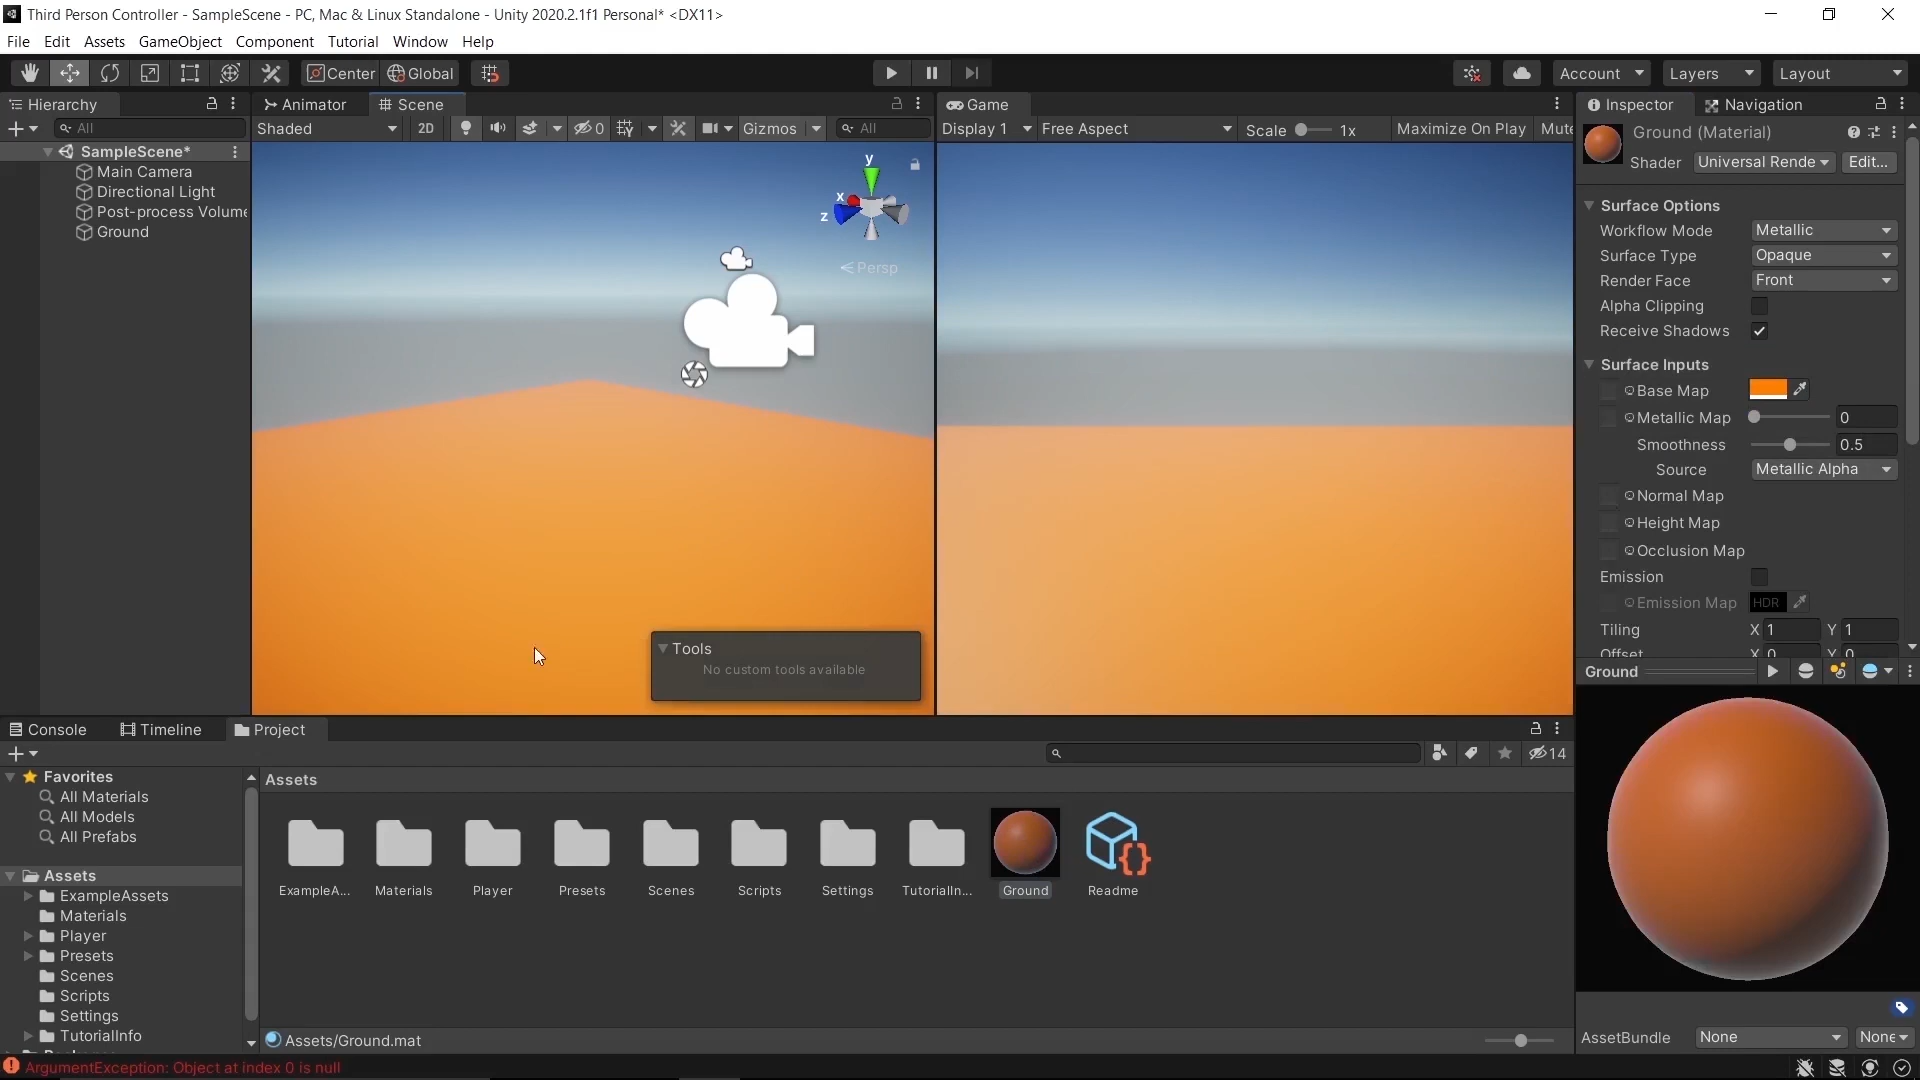 Third Person Controller - SampleScene - PC, Mac & Linux Standalone - Unity 2020.2.1f1 Personal* <DX11>
File Edit Assets GameObject Component Tutorial Window Help
Center Global Account Layers Layout
Hierarchy
All
SampleScene*
Main Camera
Directional Light
Post-process Volume
Ground
Animator Scene
Shaded 2D 0 Gizmos All
y
x
z
Persp
Tools
No custom tools available
Game
Display 1 Free Aspect Scale 1x Maximize On Play Mute
Inspector Navigation
Ground (Material)
Shader Universal Rende Edit...
Surface Options
Workflow Mode Metallic
Surface Type Opaque
Render Face Front
Alpha Clipping
Receive Shadows
Surface Inputs
Base Map
Metallic Map 0
Smoothness 0.5
Source Metallic Alpha
Normal Map
Height Map
Occlusion Map
Emission
Emission Map HDR
Tiling X 1 Y 1
Offset X 0 Y 0
Ground
AssetBundle None None
Console Timeline Project
14
Favorites
All Materials
All Models
All Prefabs
Assets
ExampleAssets
Materials
Player
Presets
Scenes
Scripts
Settings
TutorialInfo
Assets
ExampleA... Materials Player Presets Scenes Scripts Settings TutorialIn... Ground Readme
Assets/Ground.mat
ArgumentException: Object at index 0 is null